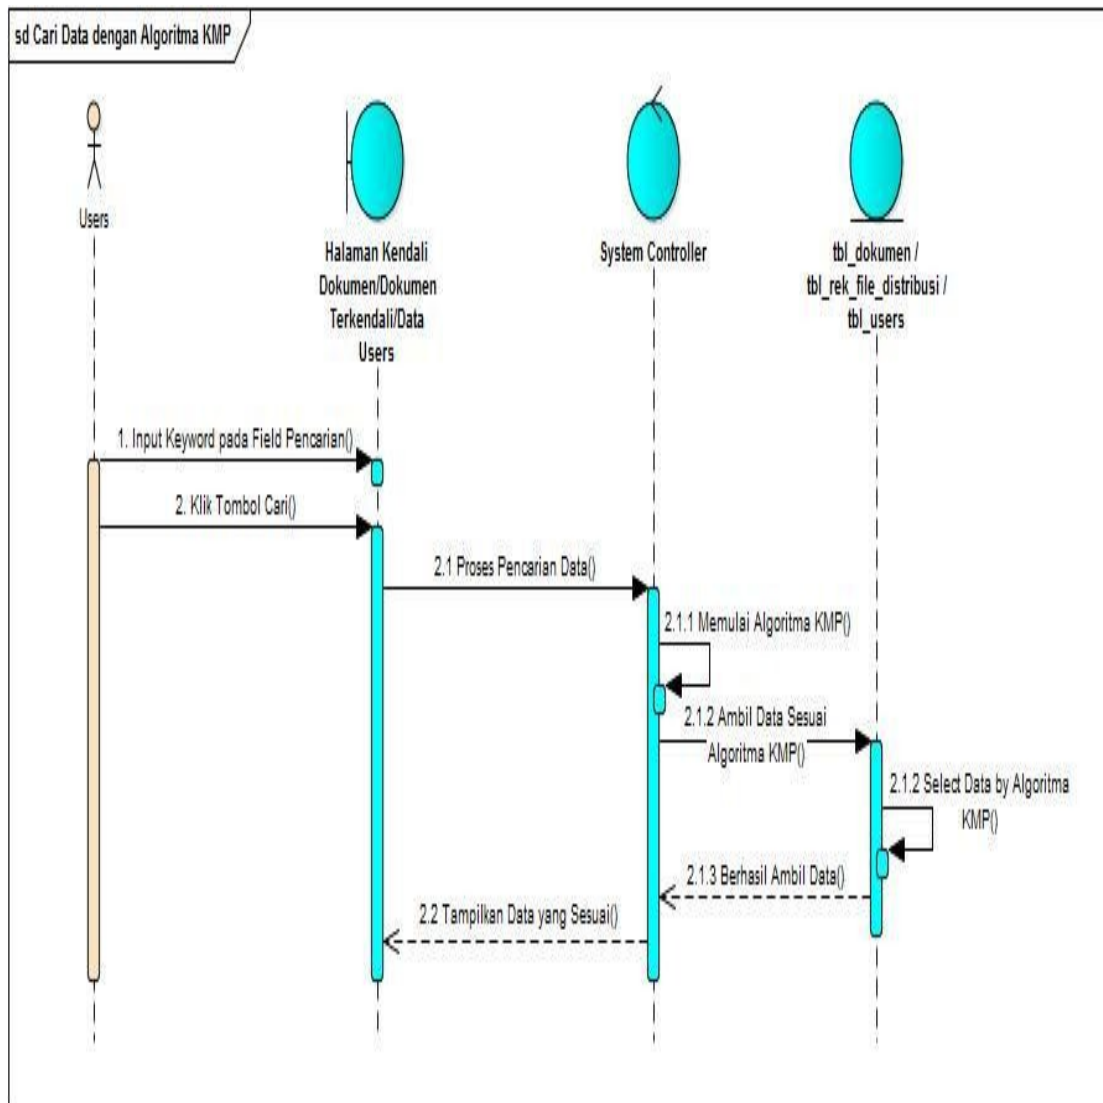 sd Cari Data dengan Algoritma KMP
Users
Halaman Kendali
Dokumen/Dokumen
Terkendali/Data
Users
System Controller
tbl_dokumen /
tbl_rek_file_distribusi /
tbl_users
1. Input Keyword pada Field Pencarian()
2. Klik Tombol Cari()
2.1 Proses Pencarian Data()
2.1.1 Memulai Algoritma KMP()
2.1.2 Ambil Data Sesuai
Algoritma KMP()
2.1.2 Select Data by Algoritma
KMP()
2.1.3 Berhasil Ambil Data()
2.2 Tampilkan Data yang Sesuai()